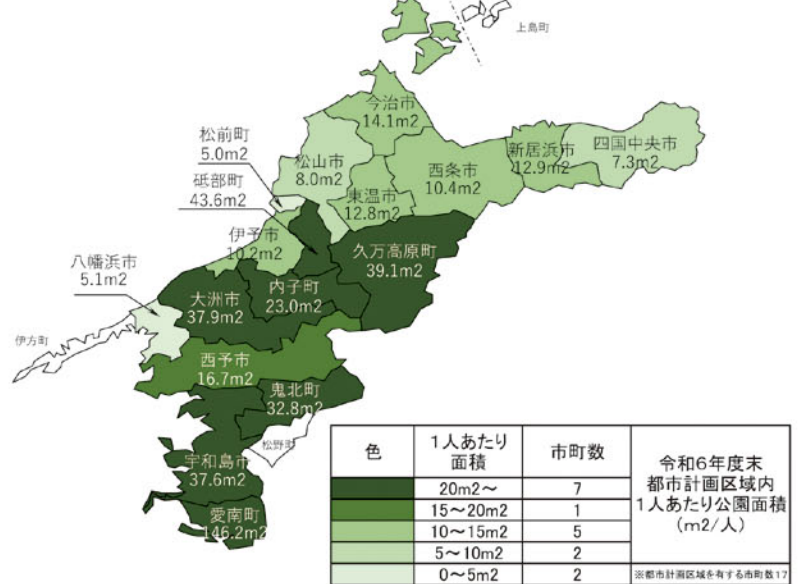 上島町
今治市
14.1m2
松前町
5.0m2
松山市
8.0m2
砥部町
43.6m2
東温市
12.8m2
西条市
10.4m2
新居浜市
12.9m2
四国中央市
7.3m2
伊予市
10.2m2
久万高原町
39.1m2
八幡浜市
5.1m2
大洲市
37.9m2
内子町
23.0m2
伊方町
西予市
16.7m2
鬼北町
32.8m2
松野町
宇和島市
37.6m2
愛南町
146.2m2
色
1人あたり
面積
市町数
20m2～
7
15～20m2
1
10～15m2
5
5～10m2
2
0～5m2
2
令和6年度末
都市計画区域内
1人あたり公園面積
(m2/人)
※都市計画区域を有する市町数17